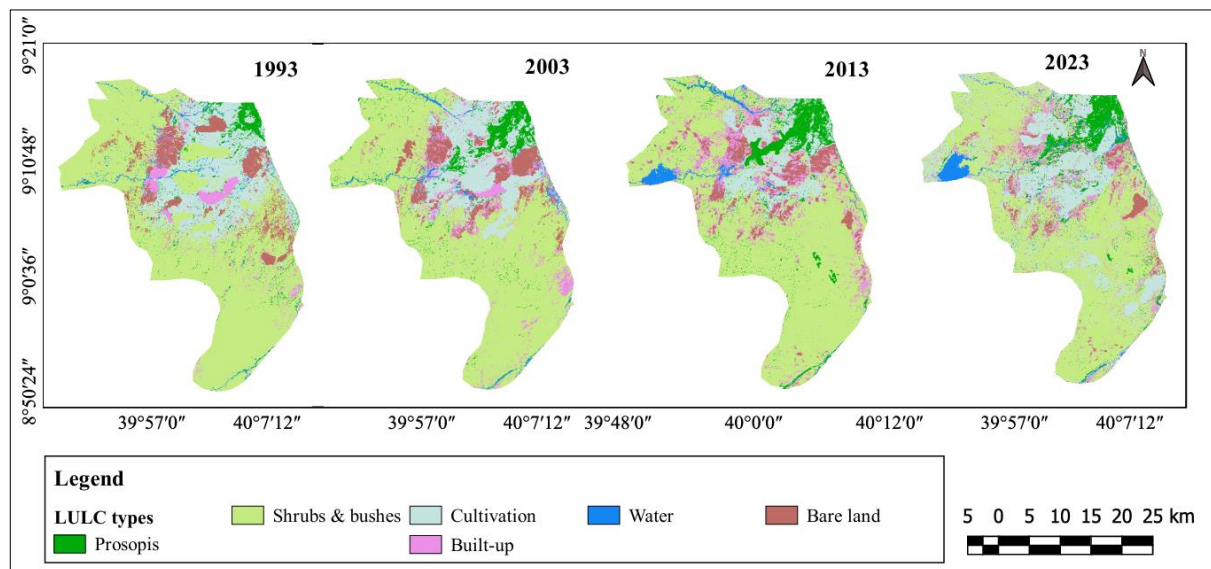 1993 2003 2013 2023
N
9°21'0"
9°10'48"
9°0'36"
8°50'24"
39°57'0" 40°7'12" 39°57'0" 40°7'12" 39°48'0" 40°0'0" 40°12'0" 39°57'0" 40°7'12"
Legend
LULC types
Shrubs & bushes Cultivation Water Bare land
Prosopis Built-up
5 0 5 10 15 20 25 km